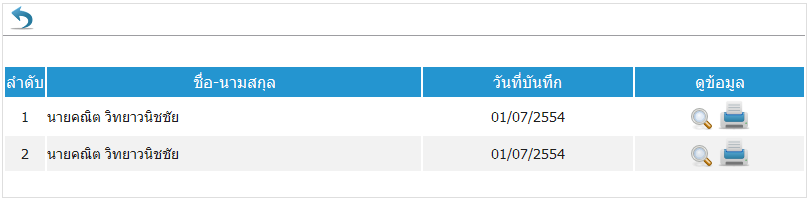 ลำดับ ชื่อ-นามสกุล วันที่บันทึก ดูข้อมูล
1 นายคณิต วิทยาวนิชชัย 01/07/2554
2 นายคณิต วิทยาวนิชชัย 01/07/2554